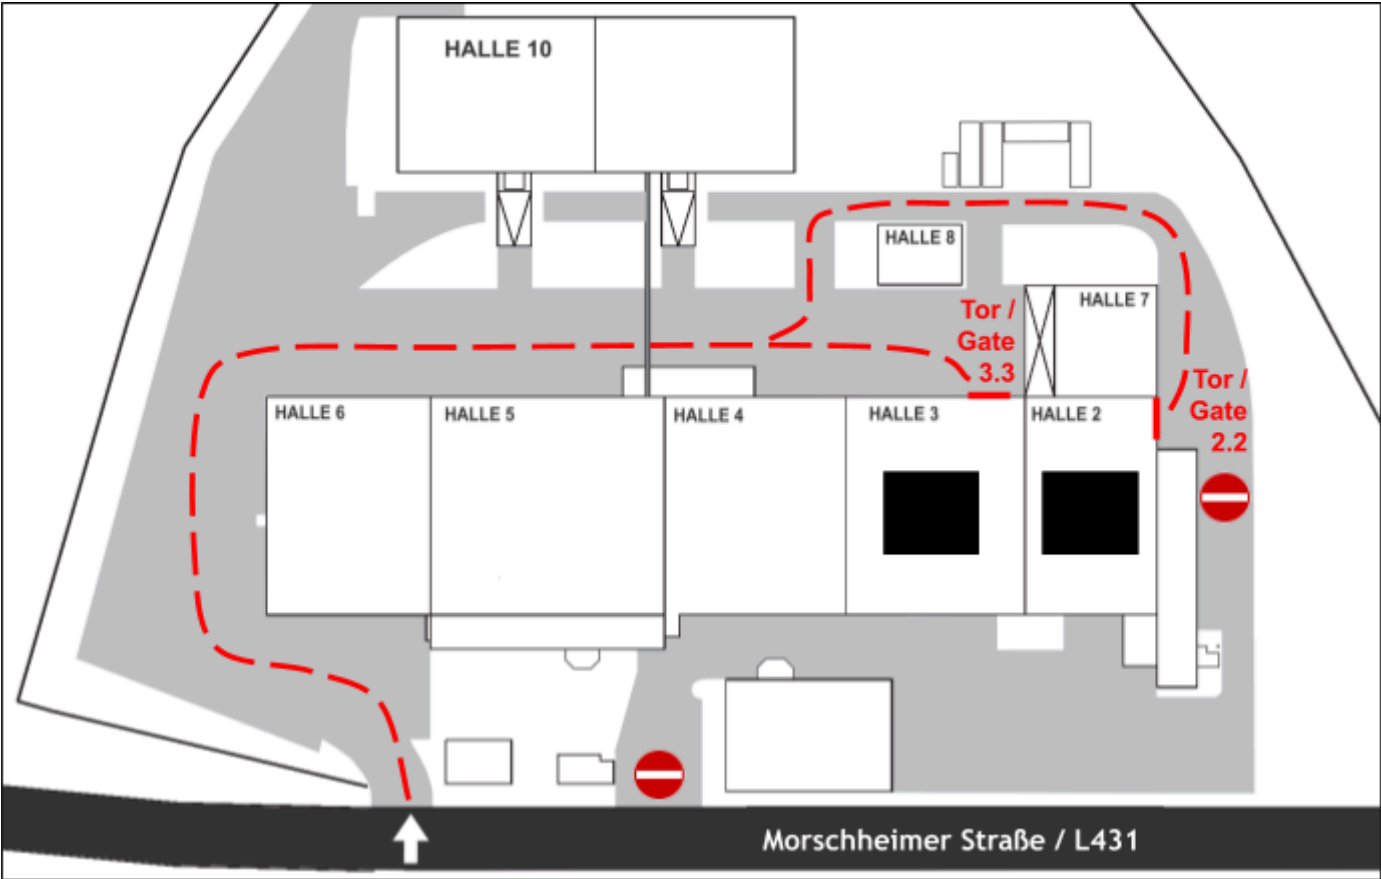 HALLE 10
HALLE 8
Tor /
Gate
3.3
HALLE 7
Tor /
Gate
2.2
HALLE 6
HALLE 5
HALLE 4
HALLE 3
HALLE 2
Morschheimer Straße / L431